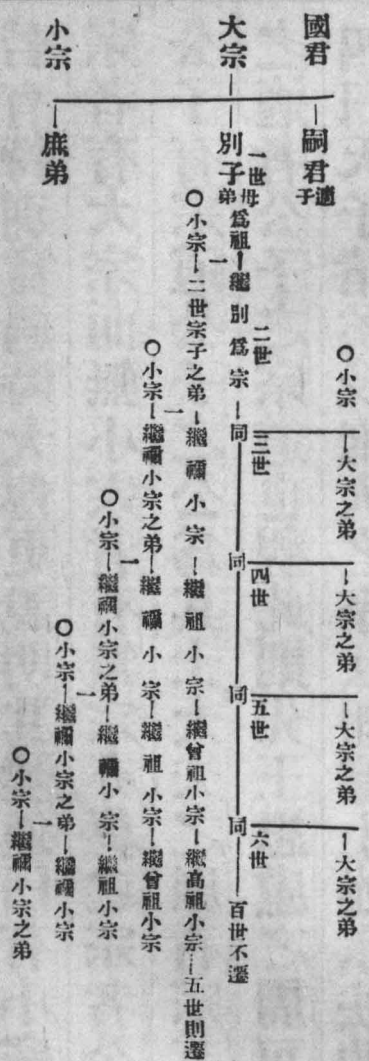 國君—嗣君 適子
○小宗—大宗之弟—大宗之弟—大宗之弟—大宗之弟
大宗—別子 母弟 爲祖—繼別爲宗—同—同—同—同—百世不遷
一世 二世 三世 四世 五世 六世
○小宗—二世宗子之弟—繼禰小宗—繼祖小宗—繼曾祖小宗—繼高祖小宗…五世則遷
○小宗—繼禰小宗之弟—繼禰小宗—繼祖小宗—繼曾祖小宗
○小宗—繼禰小宗之弟—繼禰小宗—繼祖小宗
小宗—庶弟
○小宗—繼禰小宗之弟—繼禰小宗
○小宗—繼禰小宗之弟